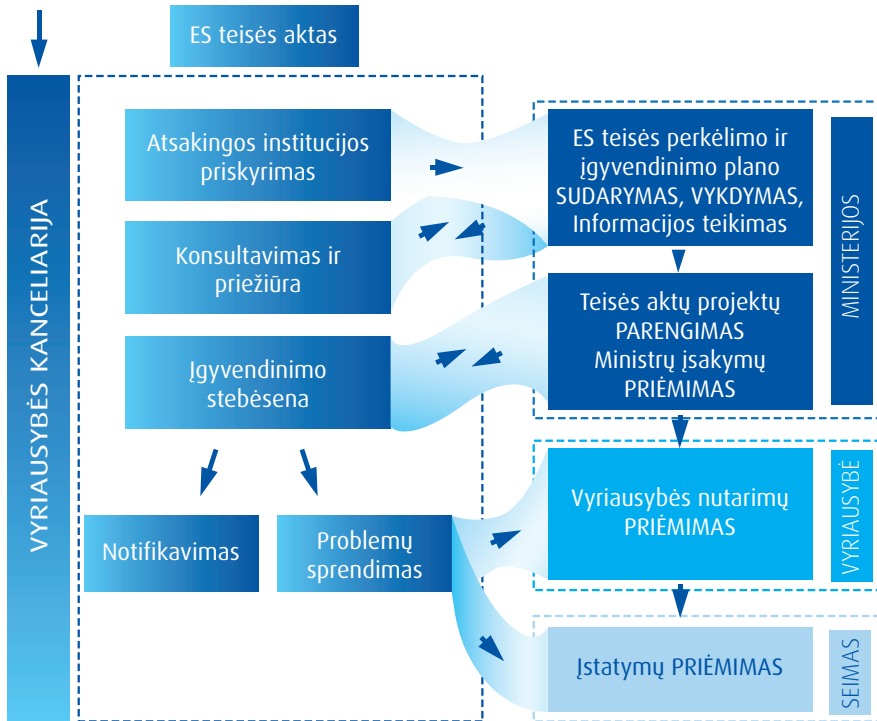 ES teisės aktas
VYRIAUSYBĖS KANCELIARIJA
Atsakingos institucijos
priskyrimas
Konsultavimas ir
priežiūra
Įgyvendinimo
stebėsena
Notifikavimas
Problemų
sprendimas
ES teisės perkėlimo ir
įgyvendinimo plano
SUDARYMAS, VYKDYMAS,
Informacijos teikimas
Teisės aktų projektų
PARENGIMAS
Ministrų įsakymų
PRIĖMIMAS
MINISTERIJOS
Vyriausybės nutarimų
PRIĖMIMAS
VYRIAUSYBĖ
Įstatymų PRIĖMIMAS
SEIMAS